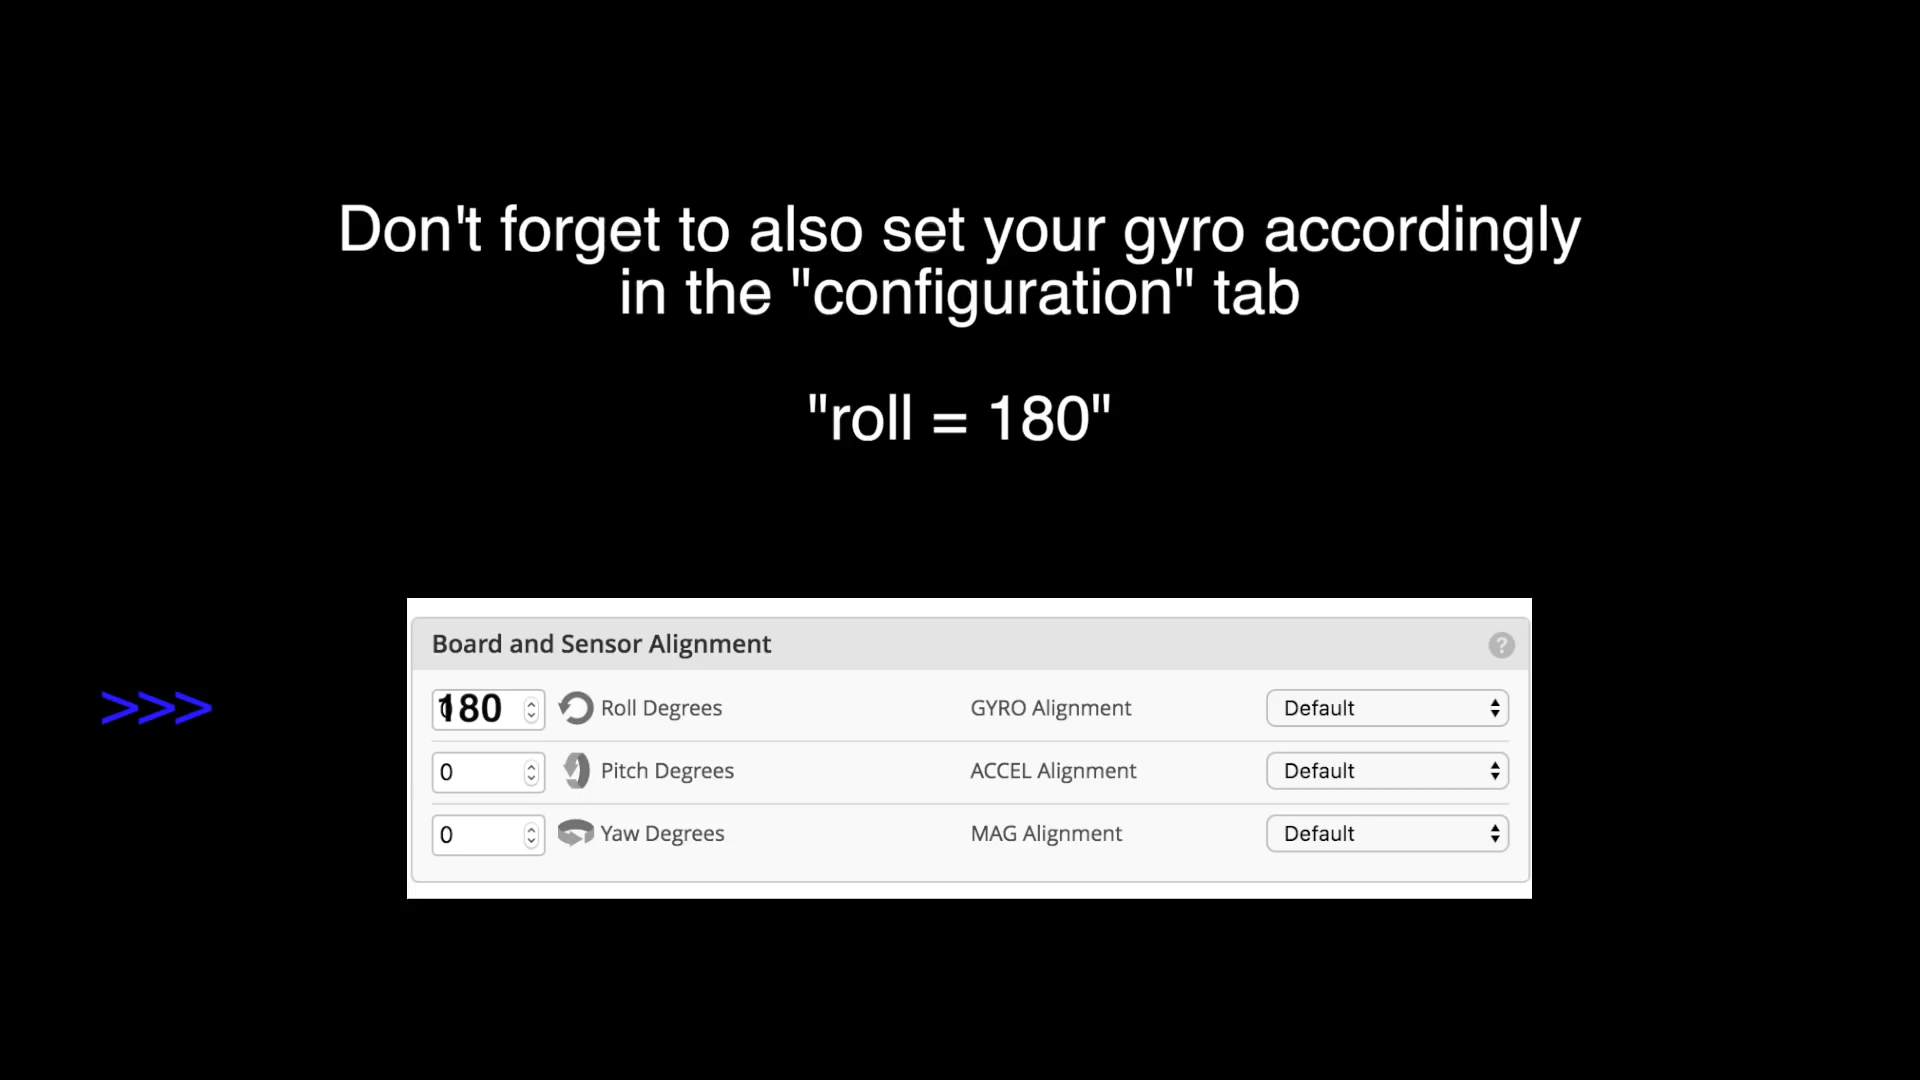 Don't forget to also set your gyro accordingly
in the "configuration" tab
"roll = 180"
Board and Sensor Alignment ?
>>> 180 Roll Degrees GYRO Alignment Default
0 Pitch Degrees ACCEL Alignment Default
0 Yaw Degrees MAG Alignment Default